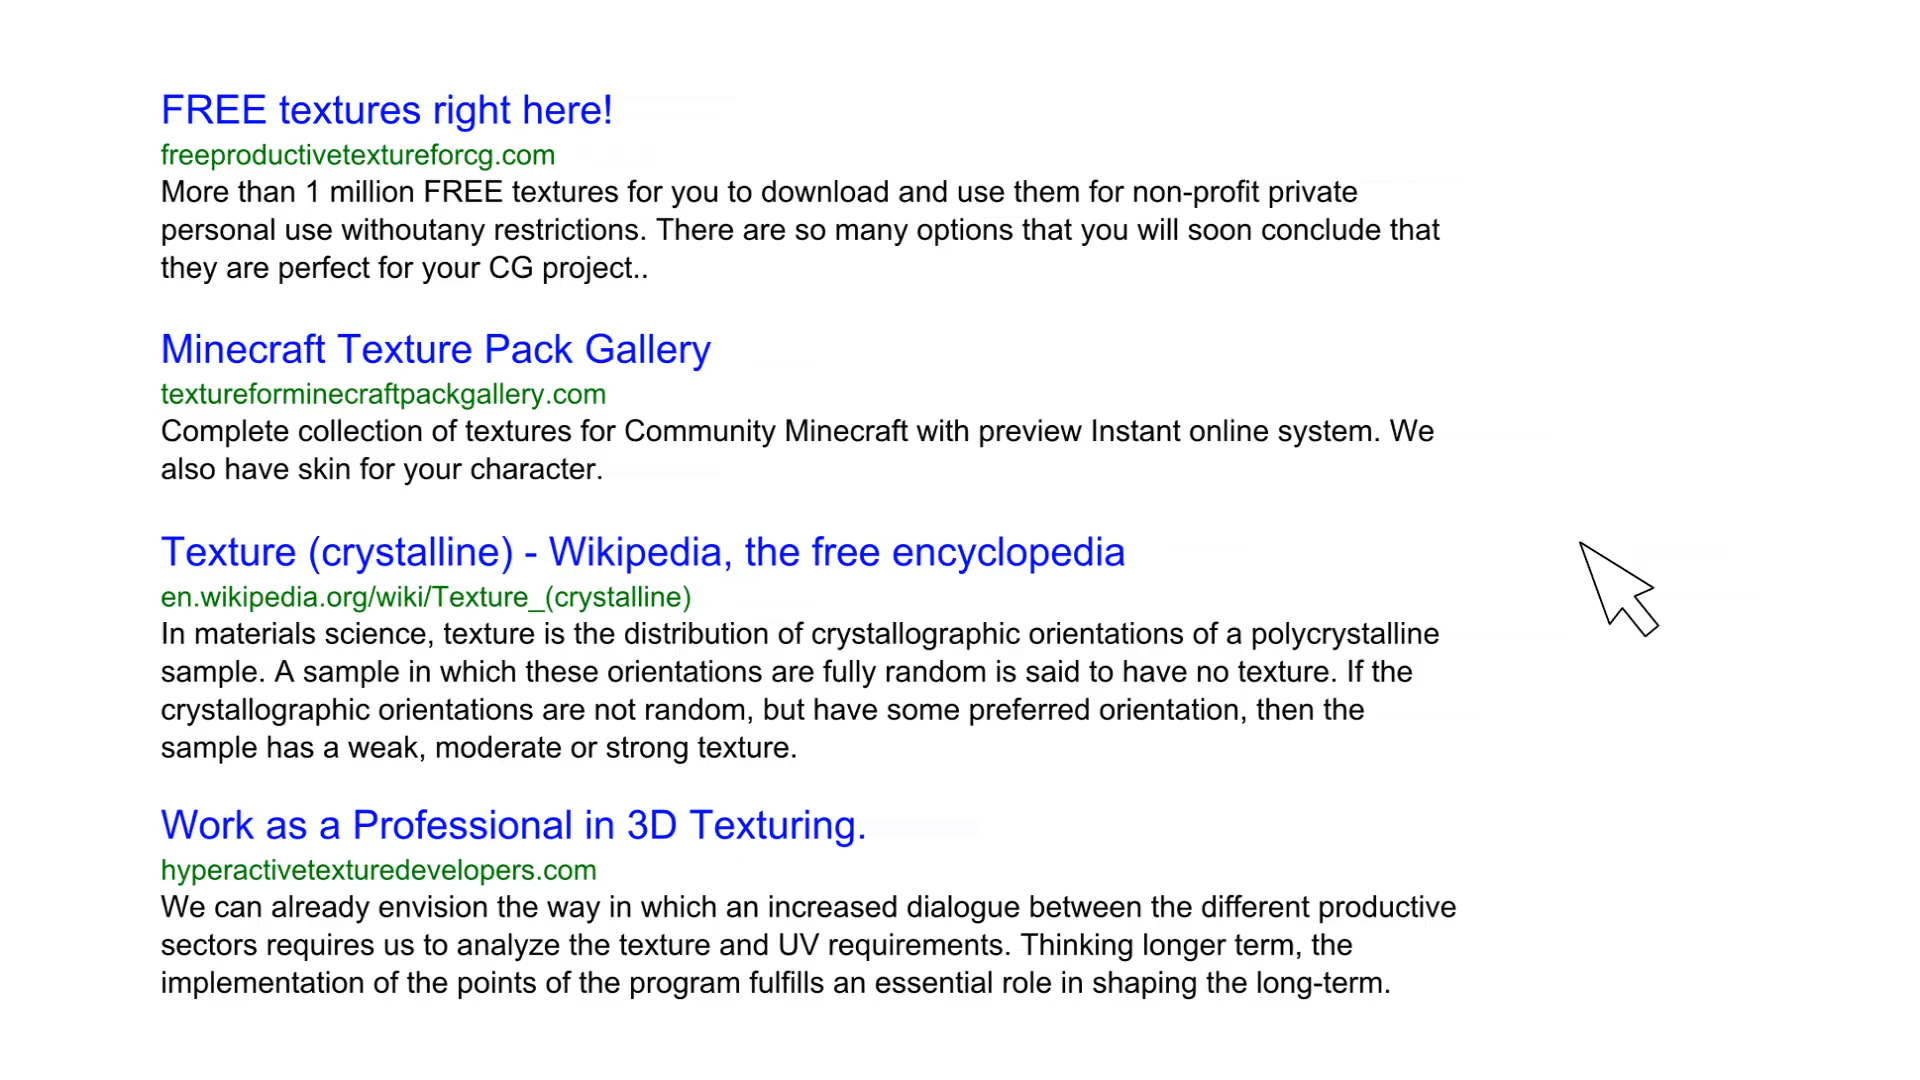 FREE textures right here!
freeproductivetextureforcg.com
More than 1 million FREE textures for you to download and use them for non-profit private
personal use withoutany restrictions. There are so many options that you will soon conclude that
they are perfect for your CG project..
Minecraft Texture Pack Gallery
textureforminecraftpackgallery.com
Complete collection of textures for Community Minecraft with preview Instant online system. We
also have skin for your character.
Texture (crystalline) - Wikipedia, the free encyclopedia
en.wikipedia.org/wiki/Texture_(crystalline)
In materials science, texture is the distribution of crystallographic orientations of a polycrystalline
sample. A sample in which these orientations are fully random is said to have no texture. If the
crystallographic orientations are not random, but have some preferred orientation, then the
sample has a weak, moderate or strong texture.
Work as a Professional in 3D Texturing.
hyperactivetexturedevelopers.com
We can already envision the way in which an increased dialogue between the different productive
sectors requires us to analyze the texture and UV requirements. Thinking longer term, the
implementation of the points of the program fulfills an essential role in shaping the long-term.